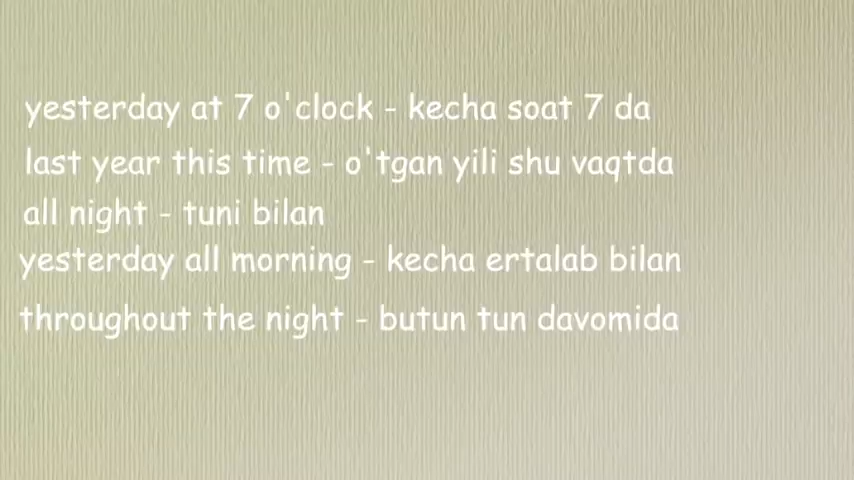 yesterday at 7 o'clock - kecha soat 7 da
last year this time - o'tgan yili shu vaqtda
all night - tuni bilan
yesterday all morning - kecha ertalab bilan
throughout the night - butun tun davomida